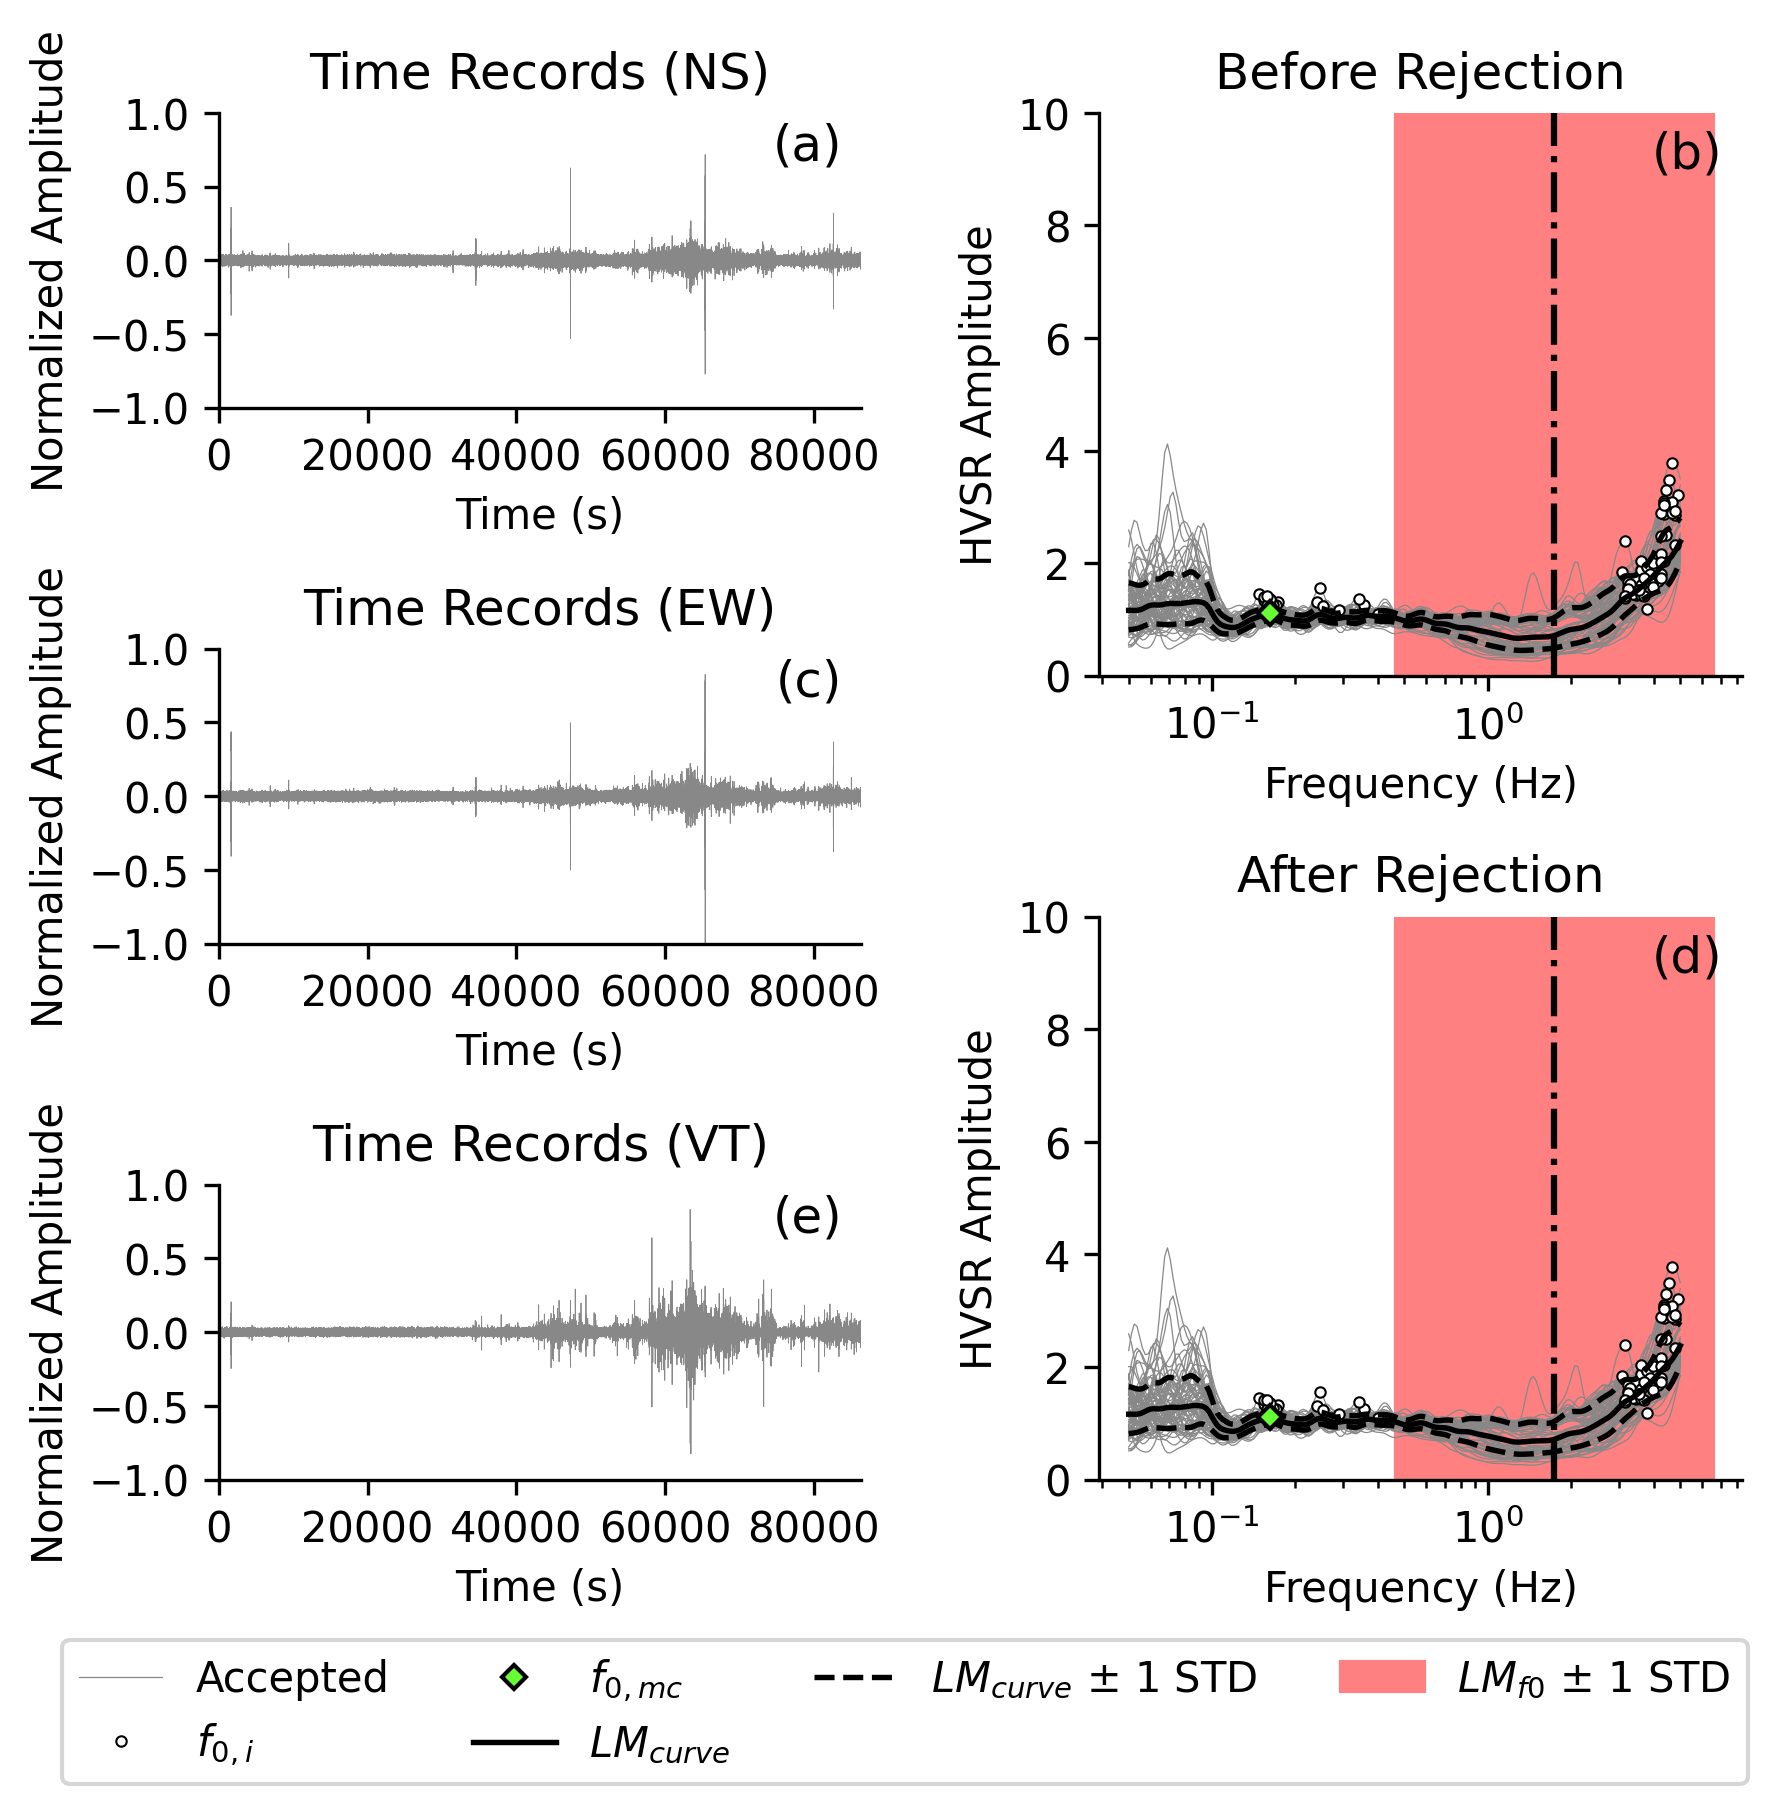 Time Records (NS)
Normalized Amplitude
1.0
0.5
0.0
−0.5
−1.0
(a)
0 20000 40000 60000 80000
Time (s)
Before Rejection
HVSR Amplitude
10
8
6
4
2
0
(b)
10⁻¹ 10⁰
Frequency (Hz)
Time Records (EW)
Normalized Amplitude
1.0
0.5
0.0
−0.5
−1.0
(c)
0 20000 40000 60000 80000
Time (s)
After Rejection
HVSR Amplitude
10
8
6
4
2
0
(d)
10⁻¹ 10⁰
Frequency (Hz)
Time Records (VT)
Normalized Amplitude
1.0
0.5
0.0
−0.5
−1.0
(e)
0 20000 40000 60000 80000
Time (s)
Accepted f0,mc LMcurve ± 1 STD LMf0 ± 1 STD
f0,i LMcurve